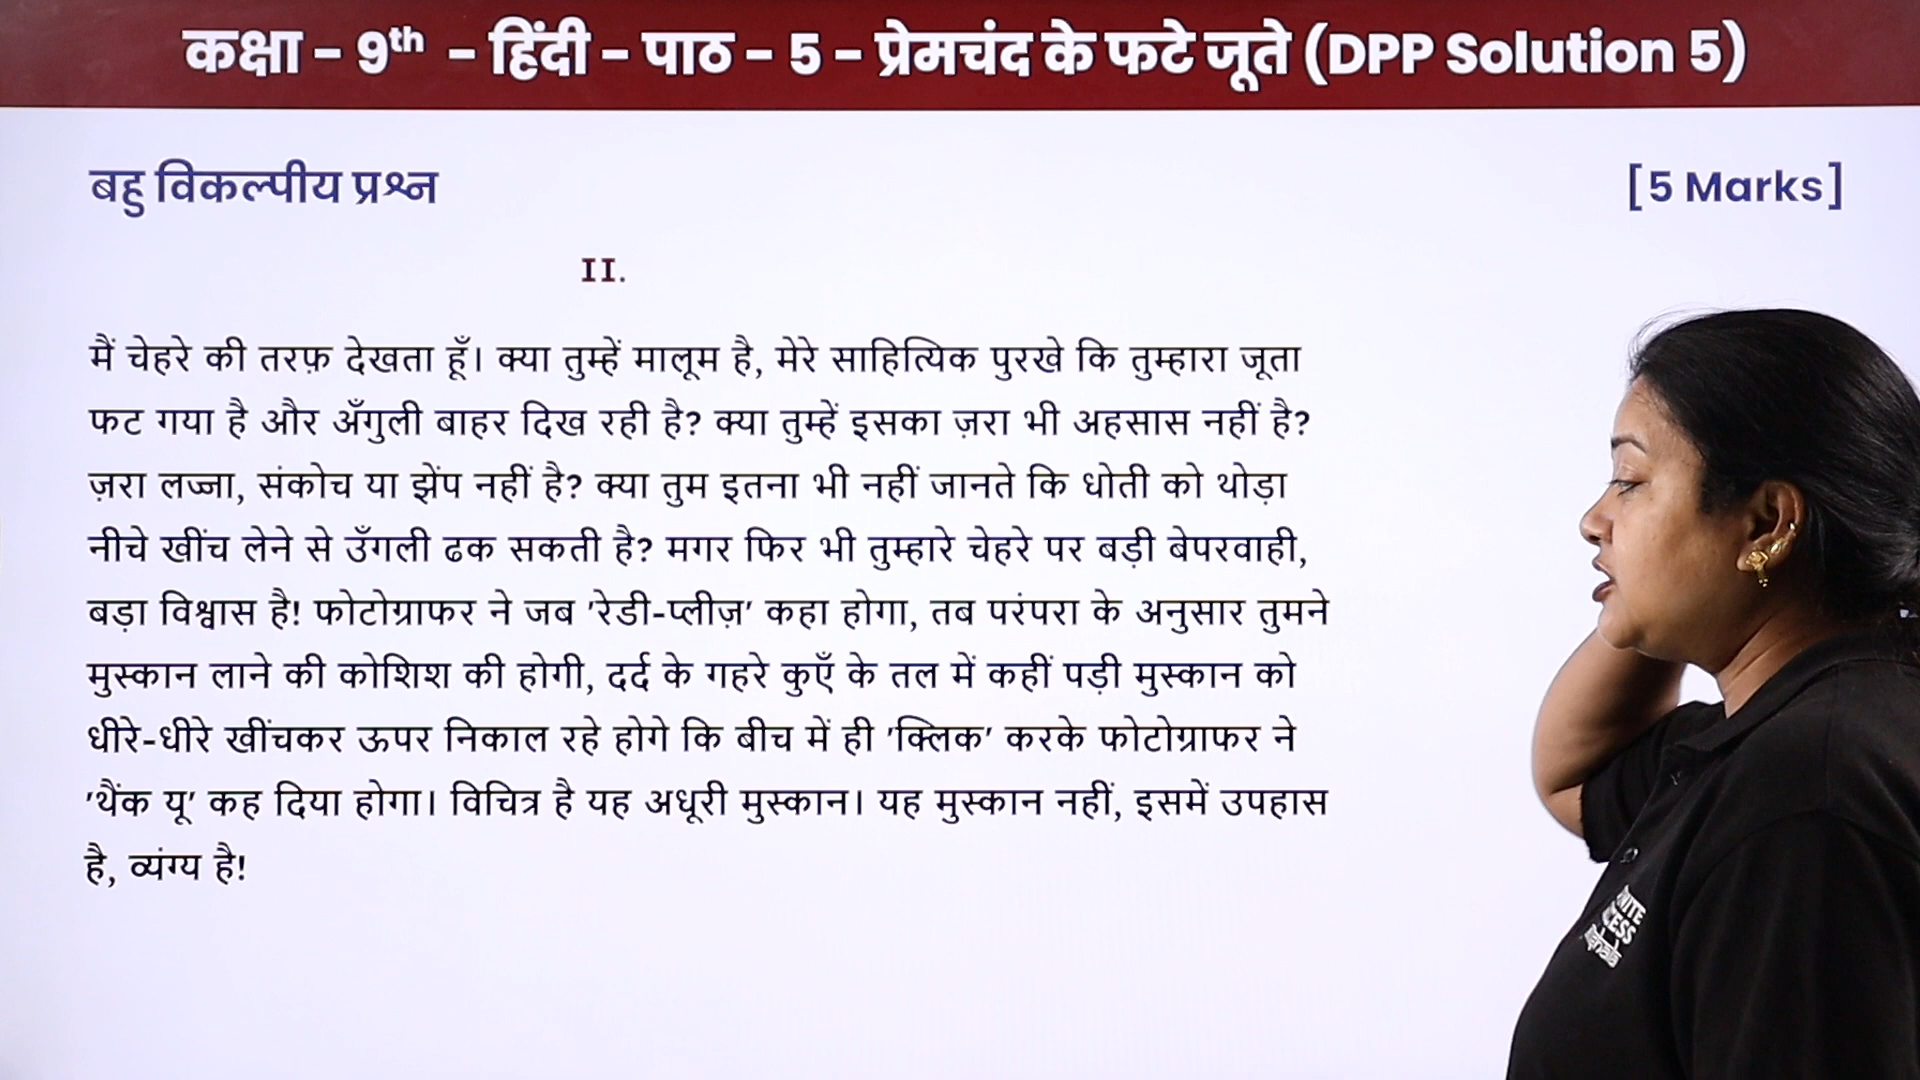 कक्षा – 9th – हिंदी – पाठ – 5 – प्रेमचंद के फटे जूते (DPP Solution 5)
बहु विकल्पीय प्रश्न [5 Marks]
II.
मैं चेहरे की तरफ़ देखता हूँ। क्या तुम्हें मालूम है, मेरे साहित्यिक पुरखे कि तुम्हारा जूता
फट गया है और अँगुली बाहर दिख रही है? क्या तुम्हें इसका ज़रा भी अहसास नहीं है?
ज़रा लज्जा, संकोच या झेंप नहीं है? क्या तुम इतना भी नहीं जानते कि धोती को थोड़ा
नीचे खींच लेने से उँगली ढक सकती है? मगर फिर भी तुम्हारे चेहरे पर बड़ी बेपरवाही,
बड़ा विश्वास है! फोटोग्राफर ने जब 'रेडी-प्लीज़' कहा होगा, तब परंपरा के अनुसार तुमने
मुस्कान लाने की कोशिश की होगी, दर्द के गहरे कुएँ के तल में कहीं पड़ी मुस्कान को
धीरे-धीरे खींचकर ऊपर निकाल रहे होगे कि बीच में ही 'क्लिक' करके फोटोग्राफर ने
'थैंक यू' कह दिया होगा। विचित्र है यह अधूरी मुस्कान। यह मुस्कान नहीं, इसमें उपहास
है, व्यंग्य है!